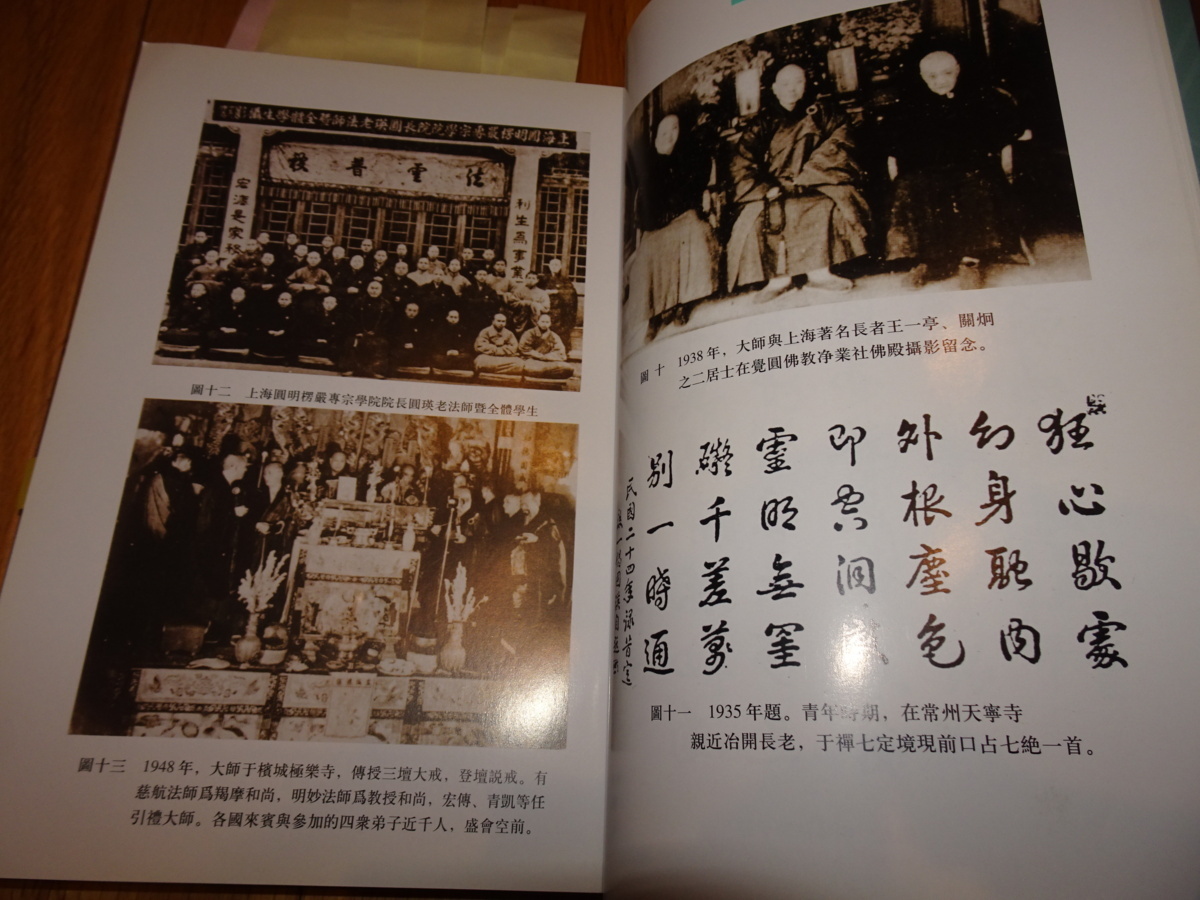 上海圓明楞嚴專宗學院院長圓瑛老法師暨全體學生攝
法雲普被
利生為事業
宏法是家務
圖十二 上海圓明楞嚴專宗學院院長圓瑛老法師暨全體學生
圖十三 1948年，大師于檳城極樂寺，傳授三壇大戒，登壇説戒。有
慈航法師爲羯摩和尚，明妙法師爲教授和尚，宏傳、青凱等任
引禮大師。各國來賓與參加的四衆弟子近千人，盛會空前。
圖十 1938年，大師與上海著名長者王一亭、關炯
之二居士在覺圓佛教净業社佛殿攝影留念。
狂心歇處
幻身融内
外根塵色
即空洞
靈明無罣
礙千差萬
別一時通
民國二十四年錄昔定
圖十一 1935年題。青年時期，在常州天寧寺
親近冶開長老，于禪七定境現前口占七絶一首。